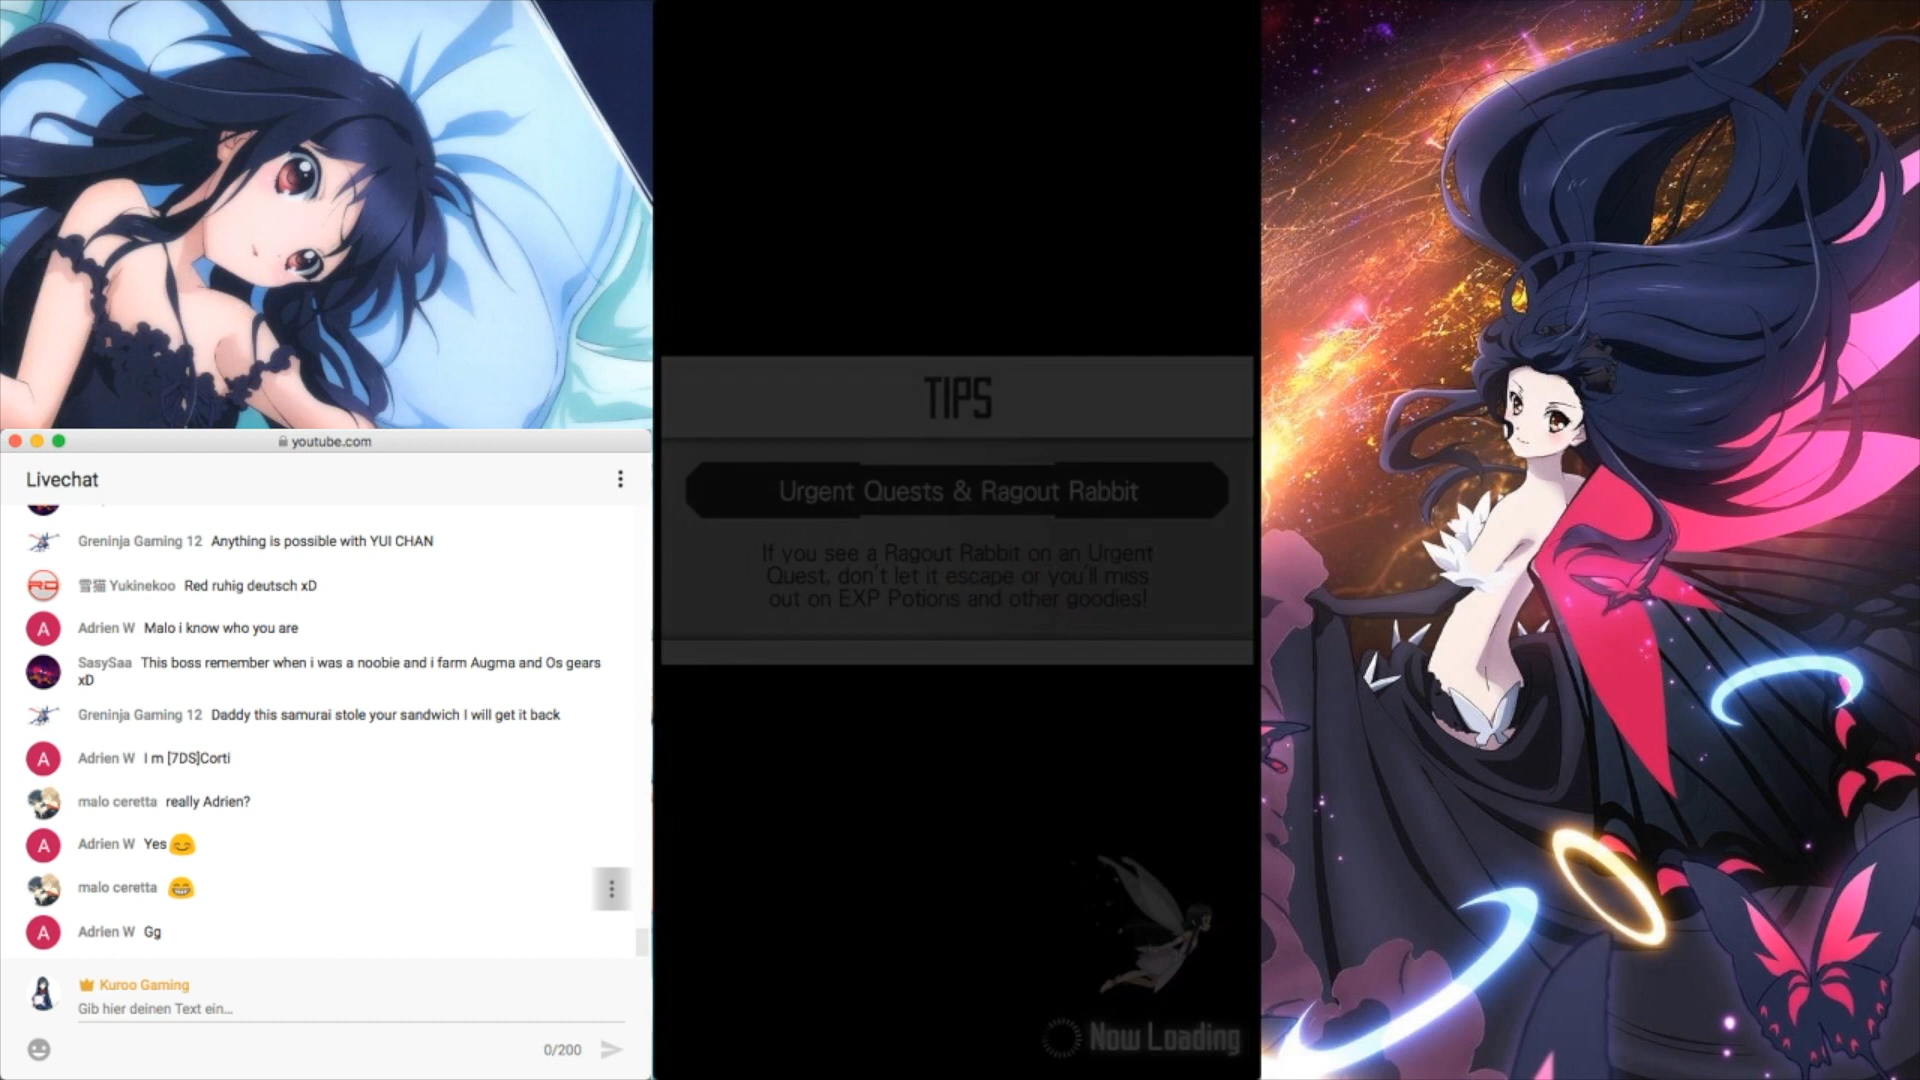 youtube.com
Livechat
Greninja Gaming 12 Anything is possible with YUI CHAN
RD
雪猫 Yukinekoo Red ruhig deutsch xD
A
Adrien W Malo i know who you are
SasySaa This boss remember when i was a noobie and i farm Augma and Os gears
xD
Greninja Gaming 12 Daddy this samurai stole your sandwich I will get it back
A
Adrien W I m [7DS]Corti
malo ceretta really Adrien?
A
Adrien W Yes 😊
malo ceretta 😁
A
Adrien W Gg
Kuroo Gaming
Gib hier deinen Text ein...
0/200
TIPS
Urgent Quests & Ragout Rabbit
If you see a Ragout Rabbit on an Urgent
Quest, don't let it escape or you'll miss
out on EXP Potions and other goodies!
Now Loading